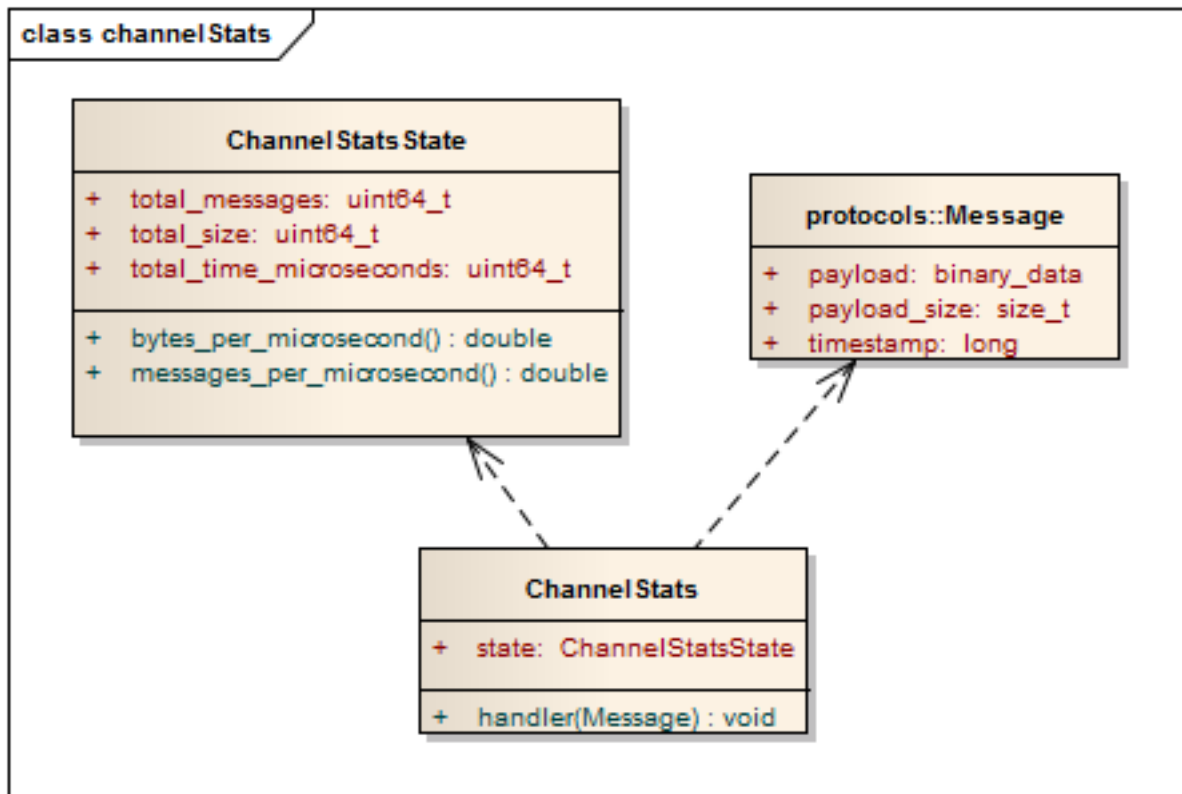 class channelStats
ChannelStatsState
+ total_messages: uint64_t
+ total_size: uint64_t
+ total_time_microseconds: uint64_t
+ bytes_per_microsecond() : double
+ messages_per_microsecond() : double
protocols::Message
+ payload: binary_data
+ payload_size: size_t
+ timestamp: long
ChannelStats
+ state: ChannelStatsState
+ handler(Message) : void